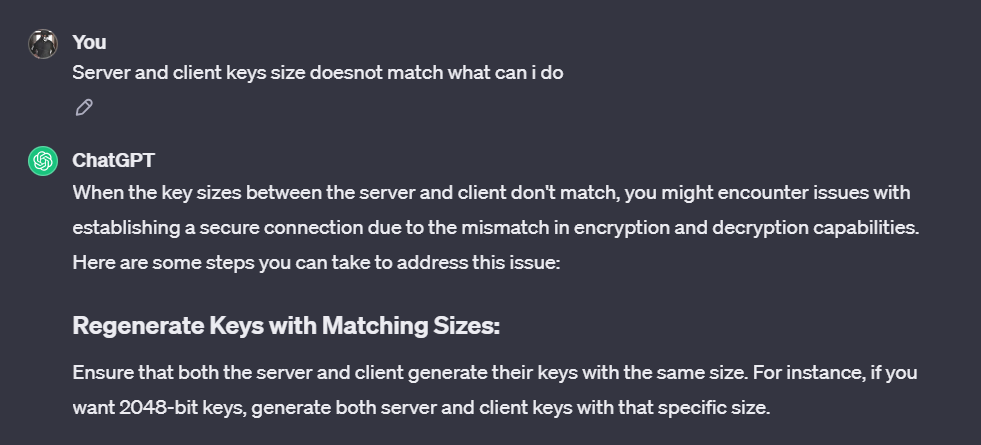 You
Server and client keys size doesnot match what can i do
ChatGPT
When the key sizes between the server and client don't match, you might encounter issues with
establishing a secure connection due to the mismatch in encryption and decryption capabilities.
Here are some steps you can take to address this issue:
Regenerate Keys with Matching Sizes:
Ensure that both the server and client generate their keys with the same size. For instance, if you
want 2048-bit keys, generate both server and client keys with that specific size.